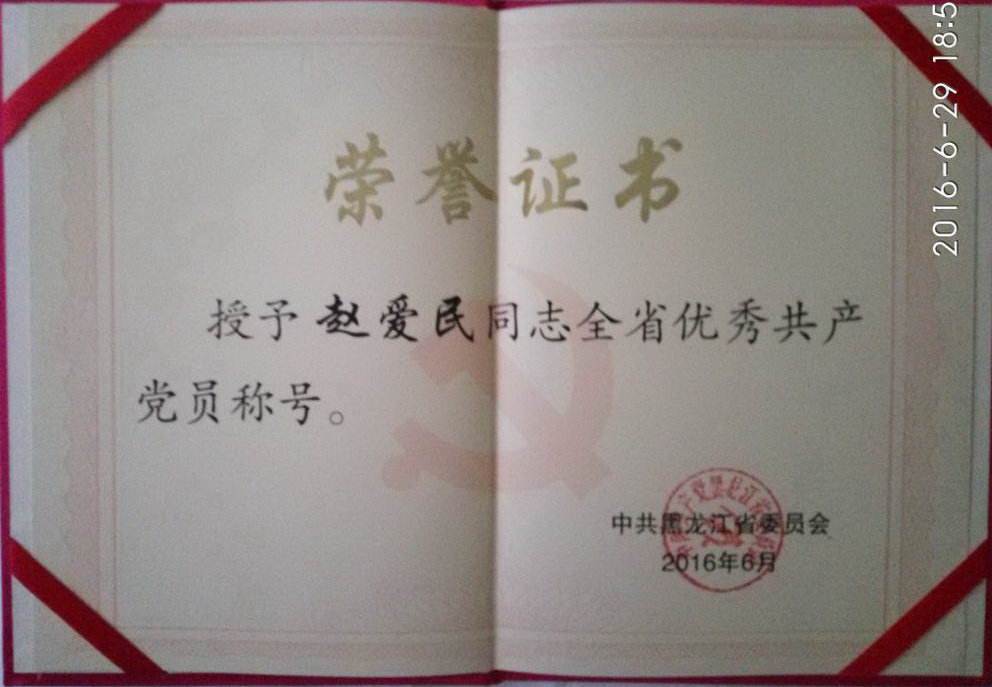 荣誉证书
授予 赵爱民 同志全省优秀共产
党员称号。
中共黑龙江省委员会
2016年6月
2016-6-29 18:5